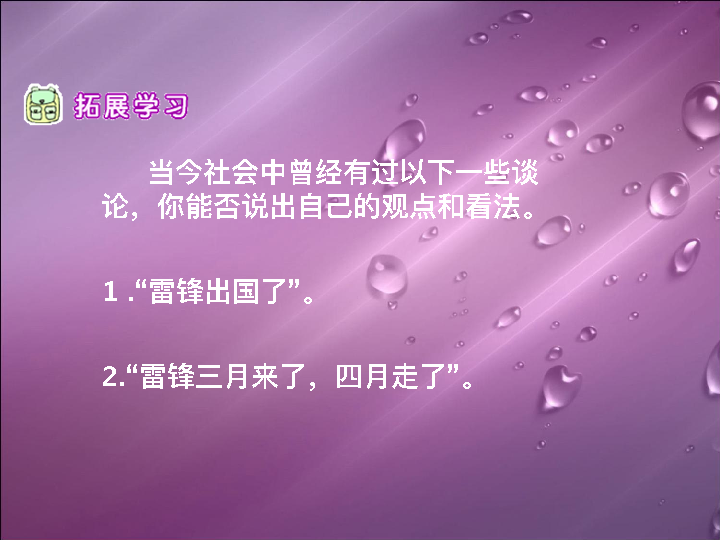 拓展学习
当今社会中曾经有过以下一些谈
论，你能否说出自己的观点和看法。
1 .“雷锋出国了”。
2.“雷锋三月来了，四月走了”。